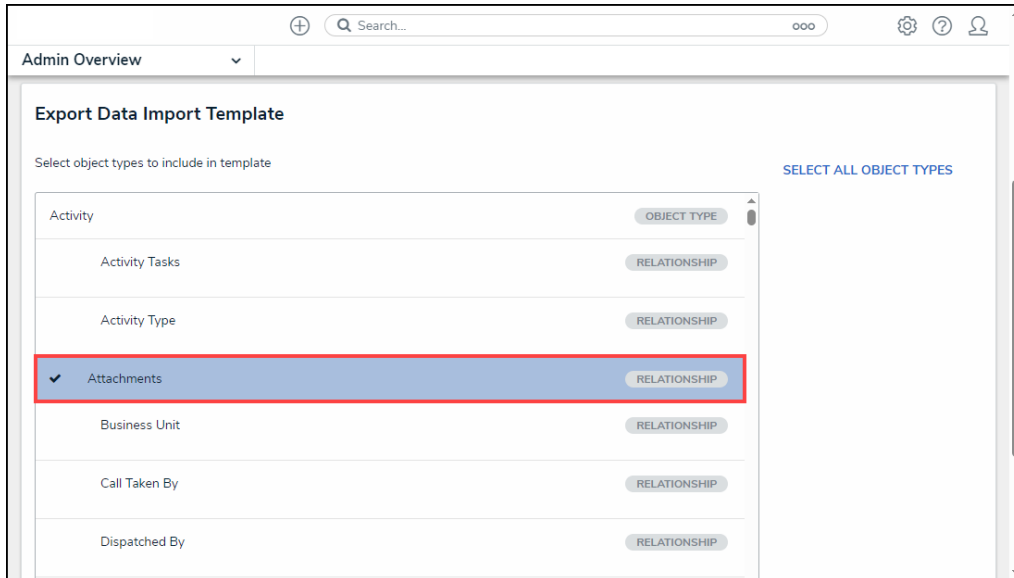 Search...
ooo
Admin Overview
Export Data Import Template
Select object types to include in template
SELECT ALL OBJECT TYPES
Activity OBJECT TYPE
Activity Tasks RELATIONSHIP
Activity Type RELATIONSHIP
Attachments RELATIONSHIP
Business Unit RELATIONSHIP
Call Taken By RELATIONSHIP
Dispatched By RELATIONSHIP